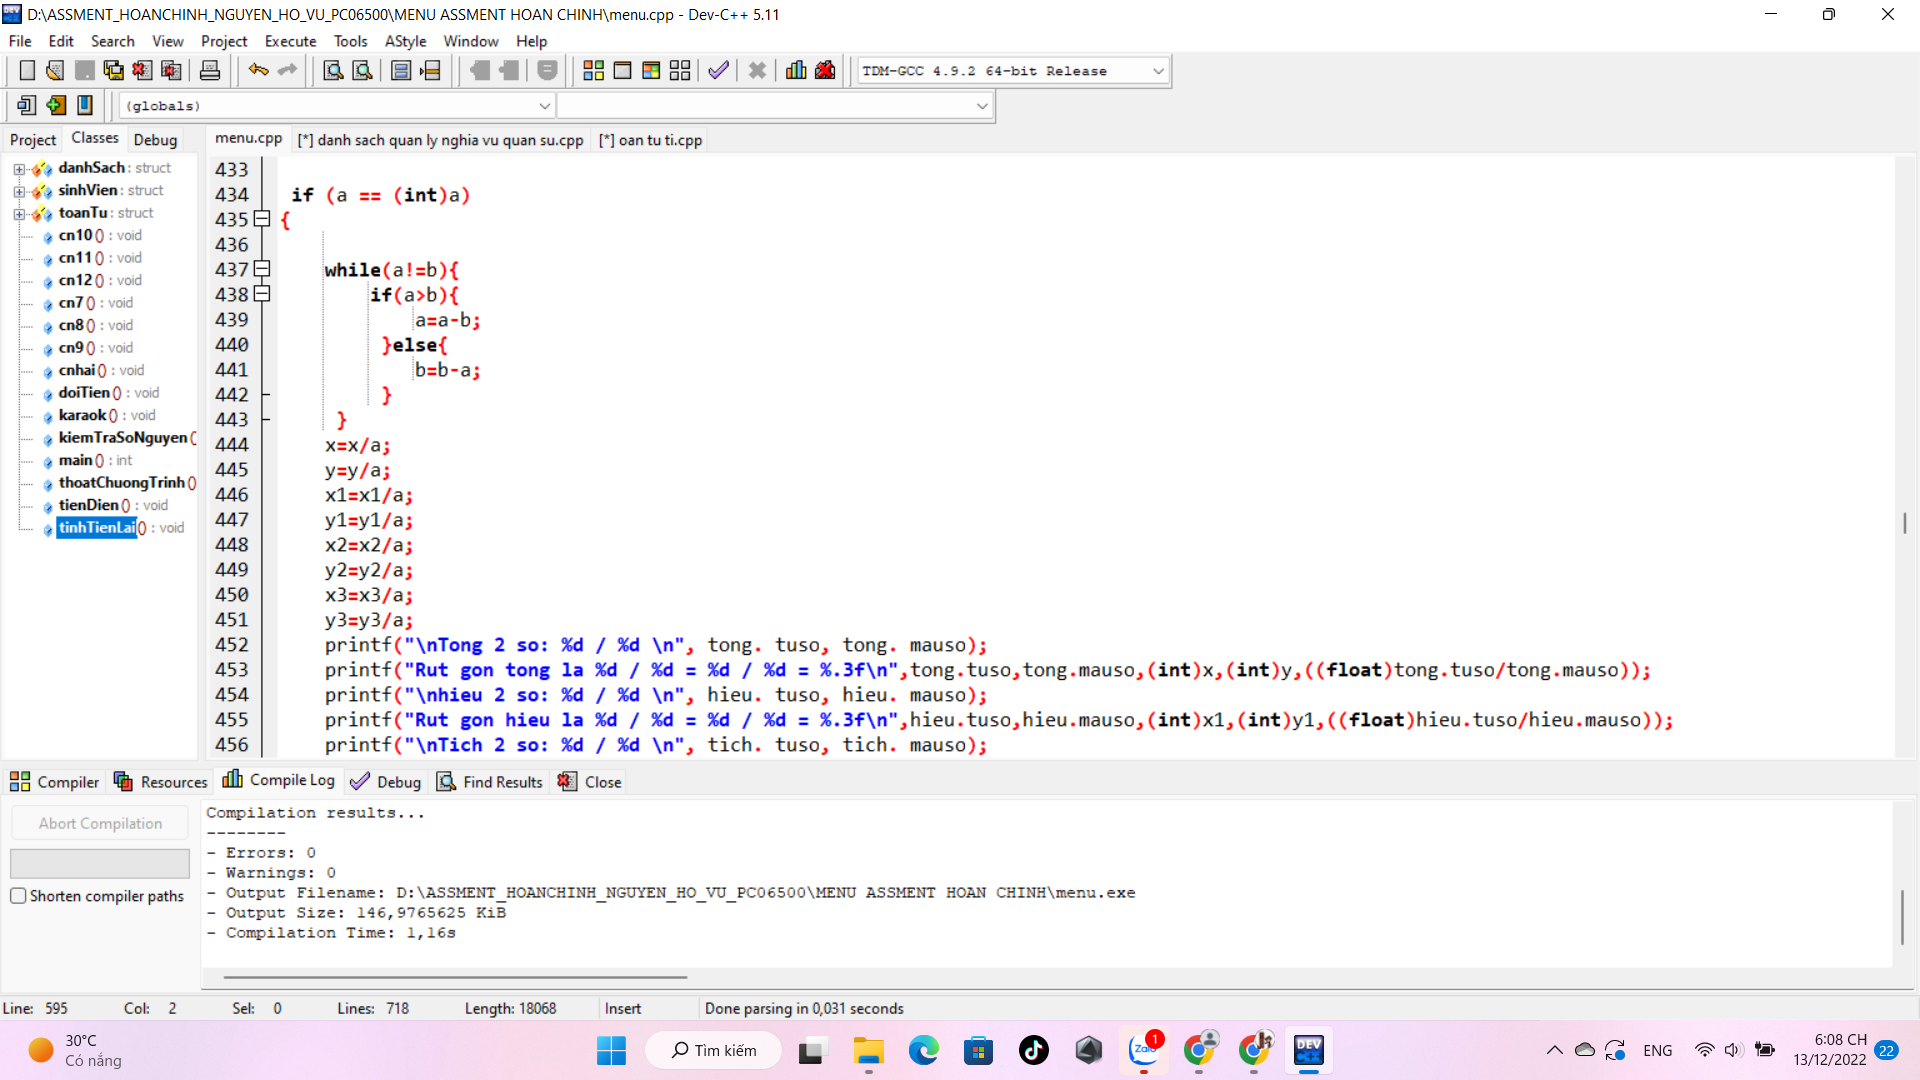 D:\ASSMENT_HOANCHINH_NGUYEN_HO_VU_PC06500\MENU ASSMENT HOAN CHINH\menu.cpp - Dev-C++ 5.11
File Edit Search View Project Execute Tools AStyle Window Help
TDM-GCC 4.9.2 64-bit Release
(globals)
Project Classes Debug
menu.cpp [*] danh sach quan ly nghia vu quan su.cpp [*] oan tu ti.cpp
danhSach : struct
sinhVien : struct
toanTu : struct
cn10 () : void
cn11 () : void
cn12 () : void
cn7 () : void
cn8 () : void
cn9 () : void
cnhai () : void
doiTien () : void
karaok () : void
kiemTraSoNguyen (
main () : int
thoatChuongTrinh ()
tienDien () : void
tinhTienLai () : void
433
434 if (a == (int)a)
435 {
436
437 while(a!=b){
438 if(a>b){
439 a=a-b;
440 }else{
441 b=b-a;
442 }
443 }
444 x=x/a;
445 y=y/a;
446 x1=x1/a;
447 y1=y1/a;
448 x2=x2/a;
449 y2=y2/a;
450 x3=x3/a;
451 y3=y3/a;
452 printf("\nTong 2 so: %d / %d \n", tong. tuso, tong. mauso);
453 printf("Rut gon tong la %d / %d = %d / %d = %.3f\n",tong.tuso,tong.mauso,(int)x,(int)y,((float)tong.tuso/tong.mauso));
454 printf("\nhieu 2 so: %d / %d \n", hieu. tuso, hieu. mauso);
455 printf("Rut gon hieu la %d / %d = %d / %d = %.3f\n",hieu.tuso,hieu.mauso,(int)x1,(int)y1,((float)hieu.tuso/hieu.mauso));
456 printf("\nTich 2 so: %d / %d \n", tich. tuso, tich. mauso);
Compiler Resources Compile Log Debug Find Results Close
Abort Compilation
Shorten compiler paths
Compilation results...
--------
- Errors: 0
- Warnings: 0
- Output Filename: D:\ASSMENT_HOANCHINH_NGUYEN_HO_VU_PC06500\MENU ASSMENT HOAN CHINH\menu.exe
- Output Size: 146,9765625 KiB
- Compilation Time: 1,16s
Line: 595 Col: 2 Sel: 0 Lines: 718 Length: 18068 Insert Done parsing in 0,031 seconds
30°C
Có nắng
Tìm kiếm
Zalo
1
DEV
C++
ENG
6:08 CH
13/12/2022
22